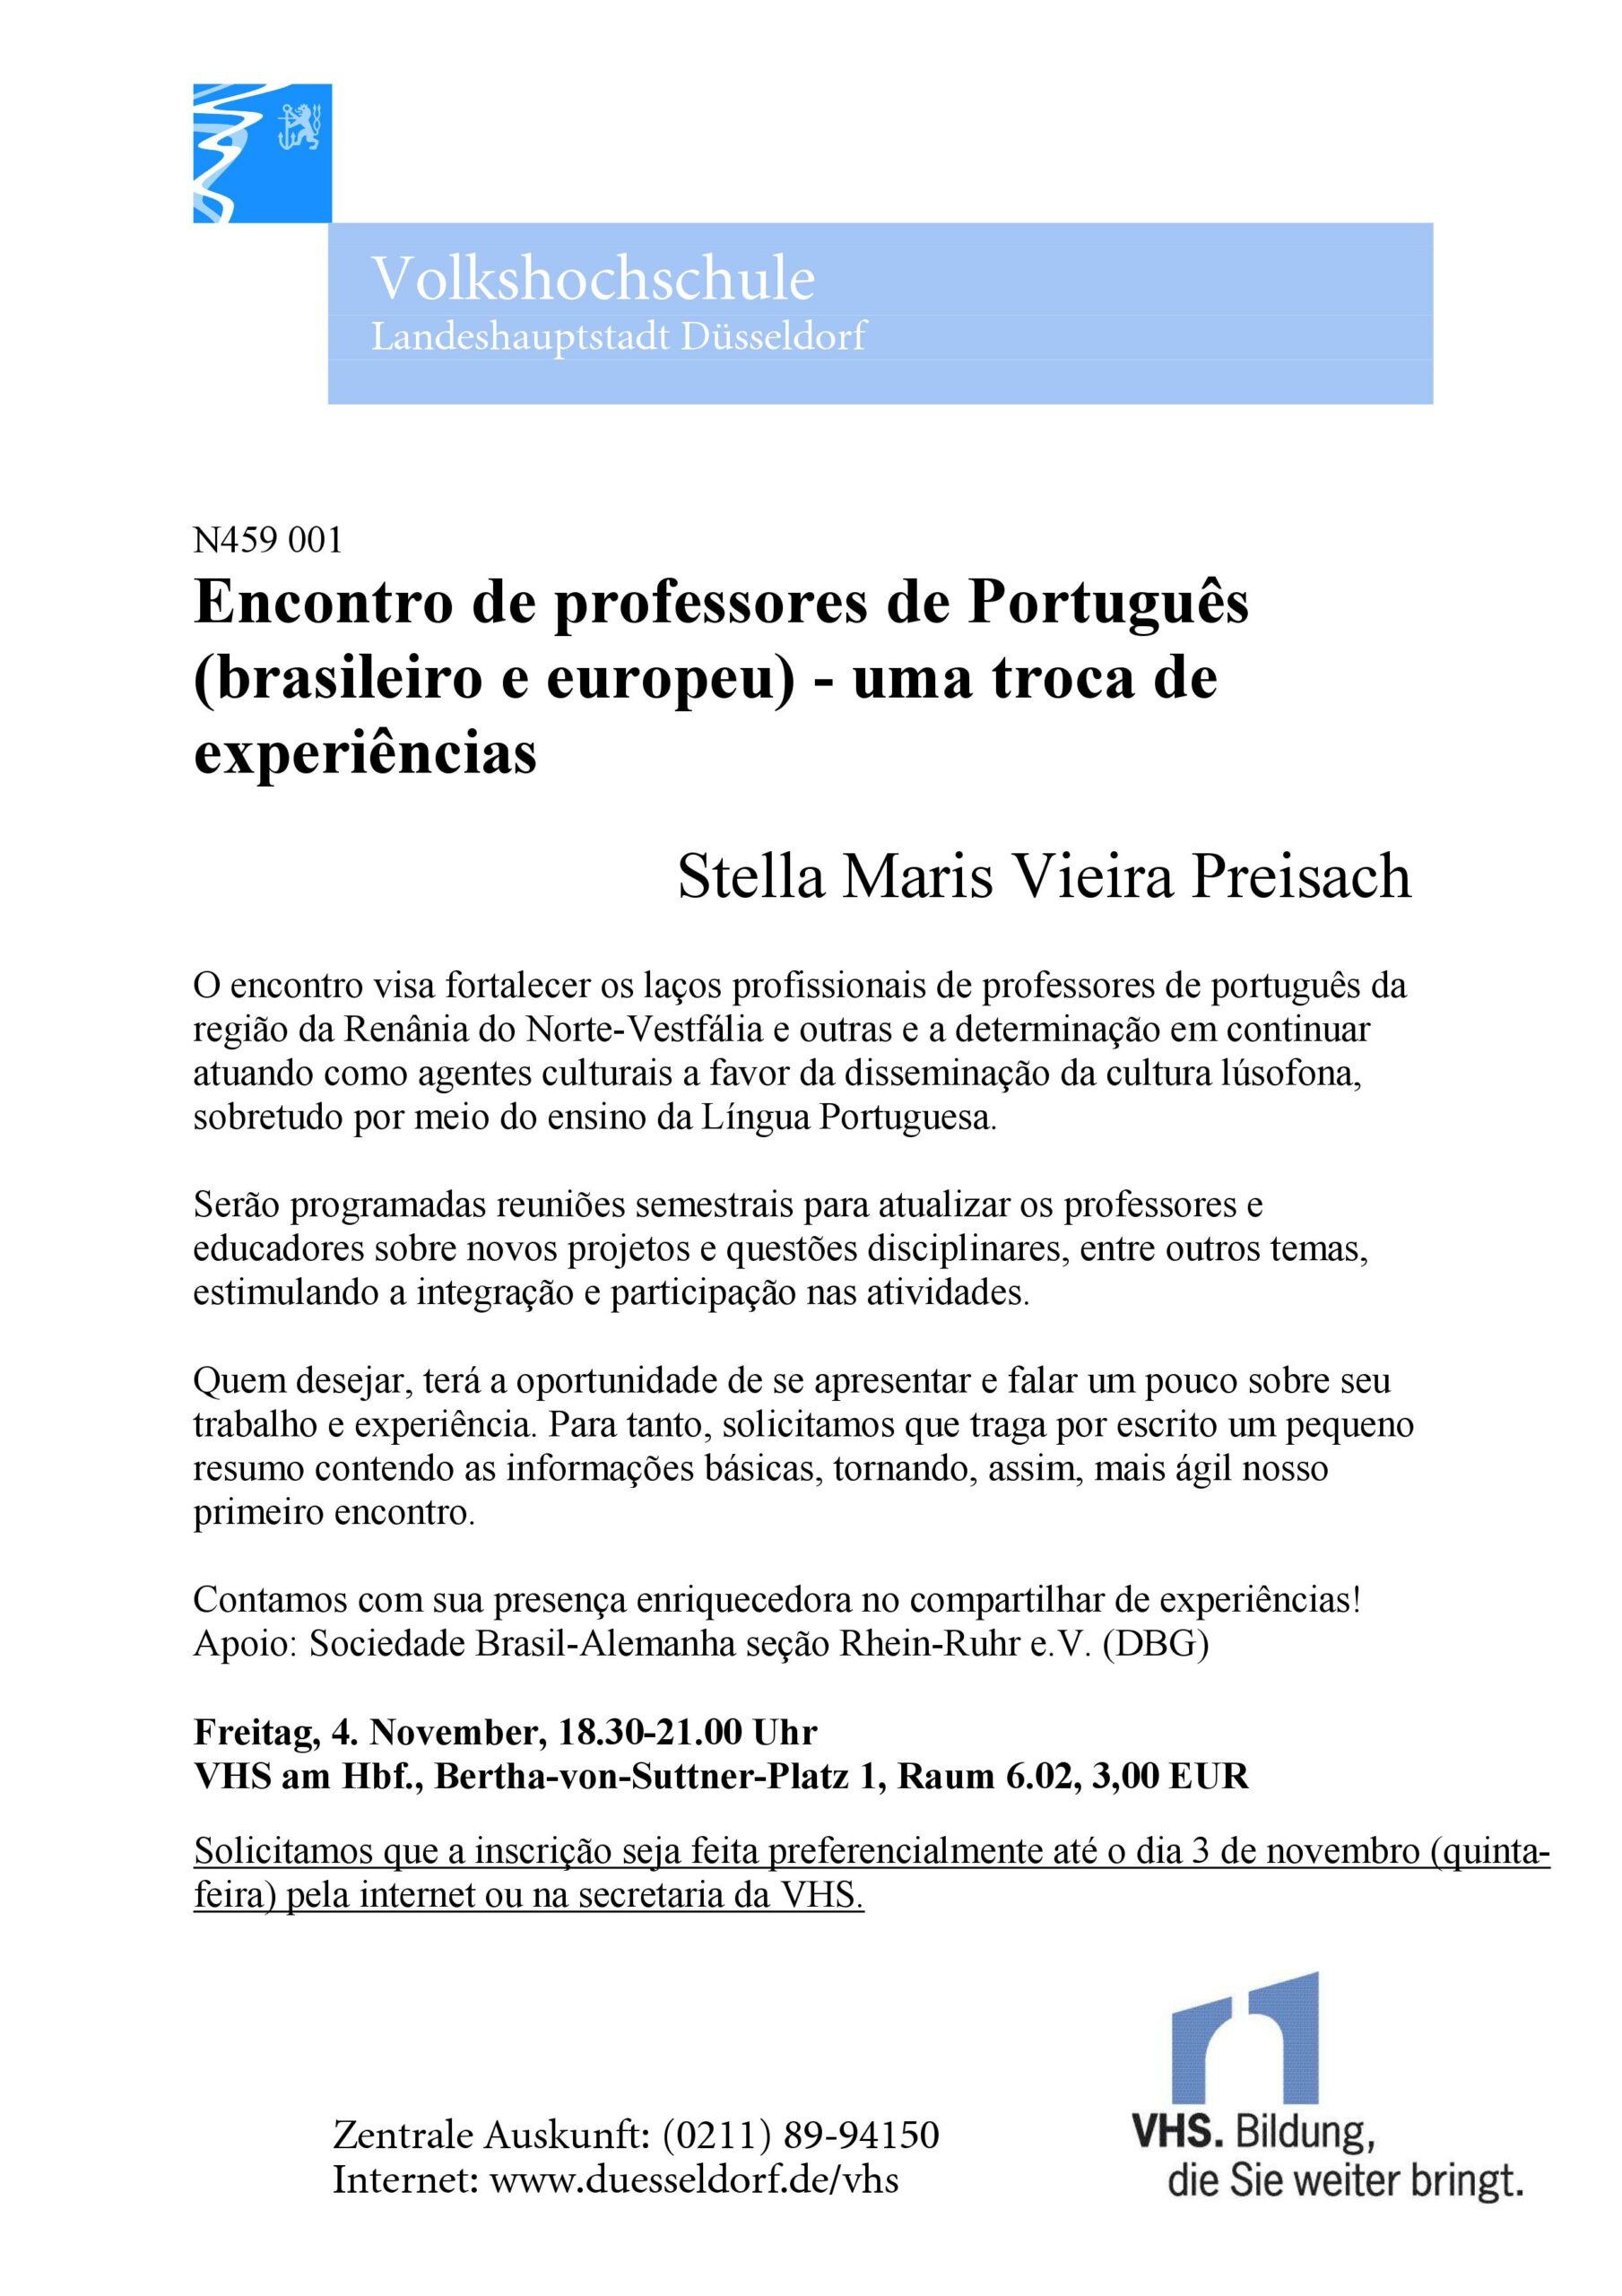 Volkshochschule
Landeshauptstadt Düsseldorf
N459 001
Encontro de professores de Português
(brasileiro e europeu) - uma troca de
experiências
Stella Maris Vieira Preisach
O encontro visa fortalecer os laços profissionais de professores de português da
região da Renânia do Norte-Vestfália e outras e a determinação em continuar
atuando como agentes culturais a favor da disseminação da cultura lúsofona,
sobretudo por meio do ensino da Língua Portuguesa.
Serão programadas reuniões semestrais para atualizar os professores e
educadores sobre novos projetos e questões disciplinares, entre outros temas,
estimulando a integração e participação nas atividades.
Quem desejar, terá a oportunidade de se apresentar e falar um pouco sobre seu
trabalho e experiência. Para tanto, solicitamos que traga por escrito um pequeno
resumo contendo as informações básicas, tornando, assim, mais ágil nosso
primeiro encontro.
Contamos com sua presença enriquecedora no compartilhar de experiências!
Apoio: Sociedade Brasil-Alemanha seção Rhein-Ruhr e.V. (DBG)
Freitag, 4. November, 18.30-21.00 Uhr
VHS am Hbf., Bertha-von-Suttner-Platz 1, Raum 6.02, 3,00 EUR
Solicitamos que a inscrição seja feita preferencialmente até o dia 3 de novembro (quinta-
feira) pela internet ou na secretaria da VHS.
Zentrale Auskunft: (0211) 89-94150
Internet: www.duesseldorf.de/vhs
VHS. Bildung,
die Sie weiter bringt.